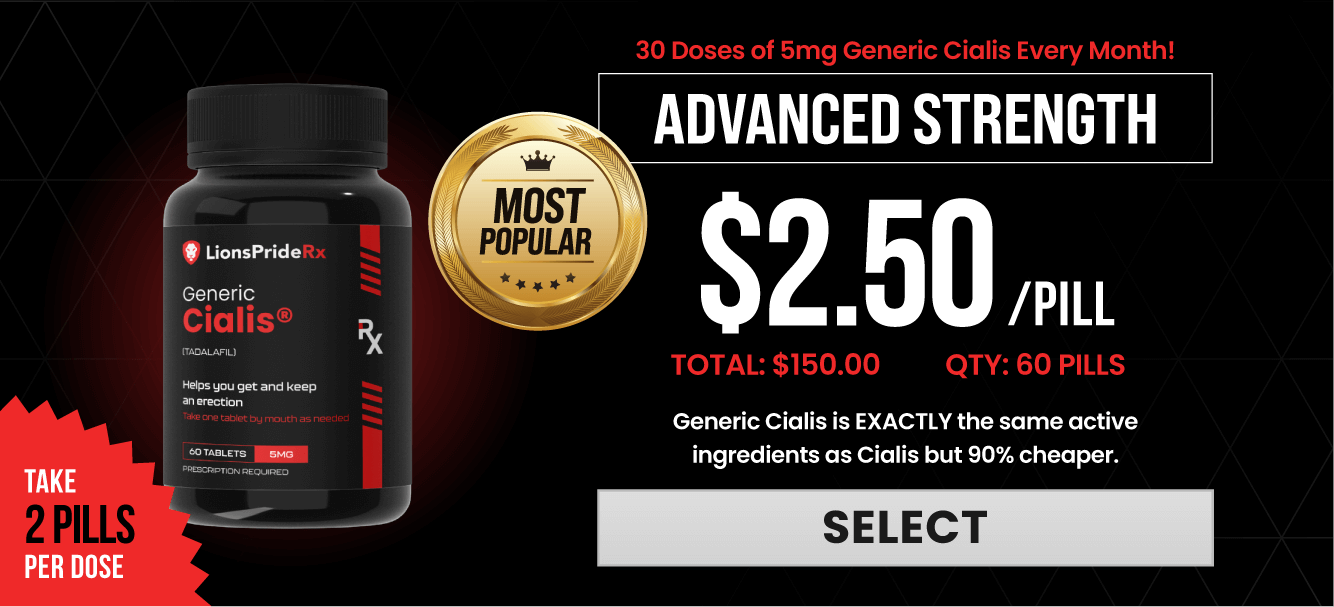 30 Doses of 5mg Generic Cialis Every Month!
ADVANCED STRENGTH
MOST
POPULAR
$2.50 /PILL
TOTAL: $150.00 QTY: 60 PILLS
Generic Cialis is EXACTLY the same active
ingredients as Cialis but 90% cheaper.
SELECT
LionsPrideRx
Generic
Cialis®
(TADALAFIL)
Rx
Helps you get and keep
an erection
Take one tablet by mouth as needed
60 TABLETS 5MG
PRESCRIPTION REQUIRED
TAKE
2 PILLS
PER DOSE